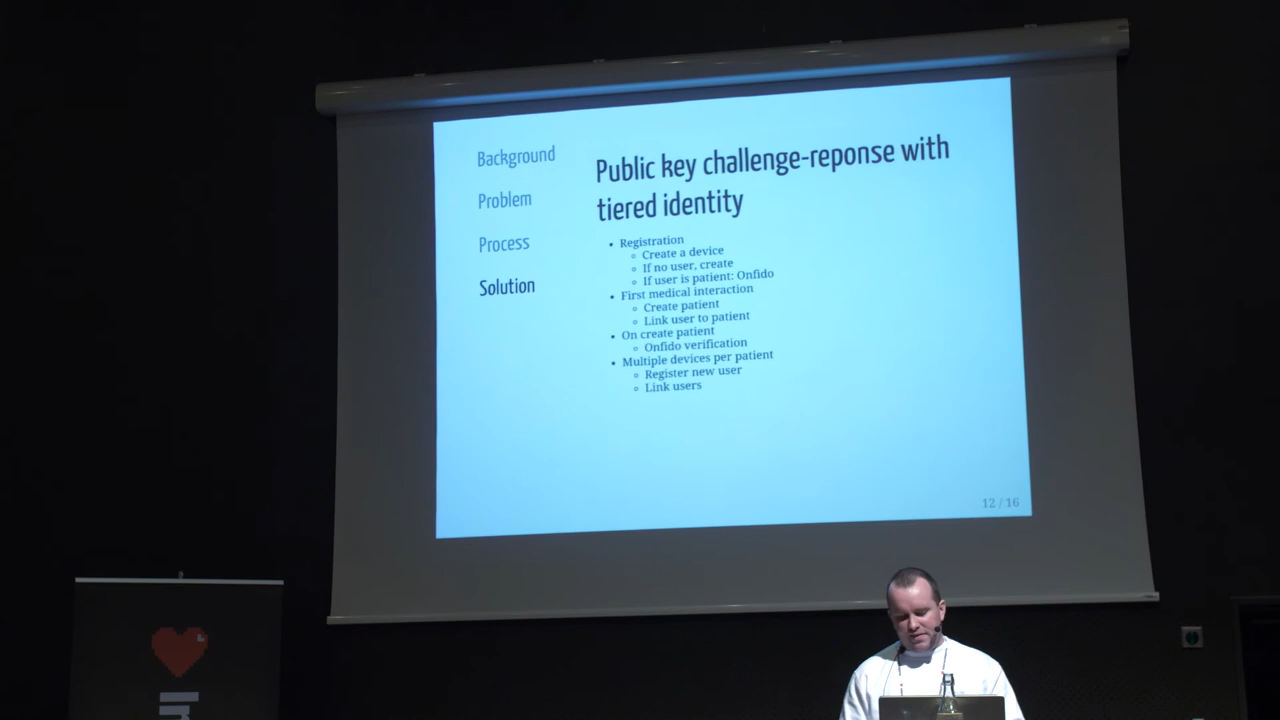 Background
Problem
Process
Solution
Public key challenge-reponse with
tiered identity
Registration
Create a device
If no user, create
If user is patient: Onfido
First medical interaction
Create patient
Link user to patient
On create patient
Onfido verification
Multiple devices per patient
Register new user
Link users
12 / 16